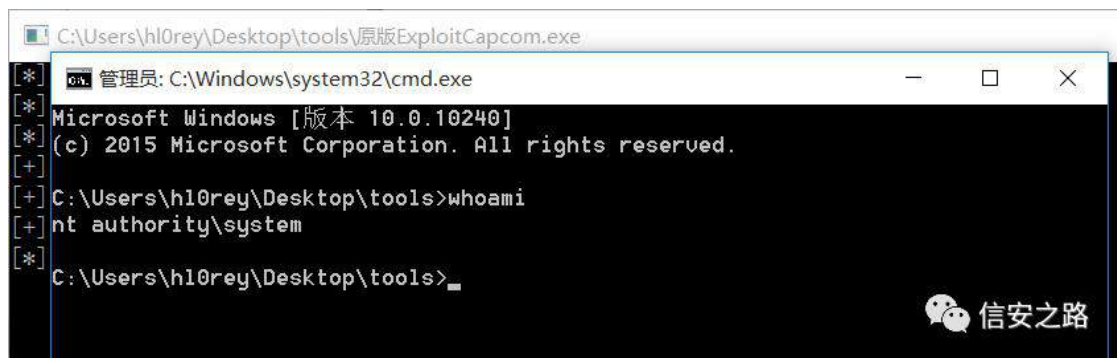 C:\Users\hl0rey\Desktop\tools\原版ExploitCapcom.exe
[*]
[*]
[*]
[+]
[+]
[+]
[*]
管理员: C:\Windows\system32\cmd.exe
Microsoft Windows [版本 10.0.10240]
(c) 2015 Microsoft Corporation. All rights reserved.
C:\Users\hl0rey\Desktop\tools>whoami
nt authority\system
C:\Users\hl0rey\Desktop\tools>
信安之路